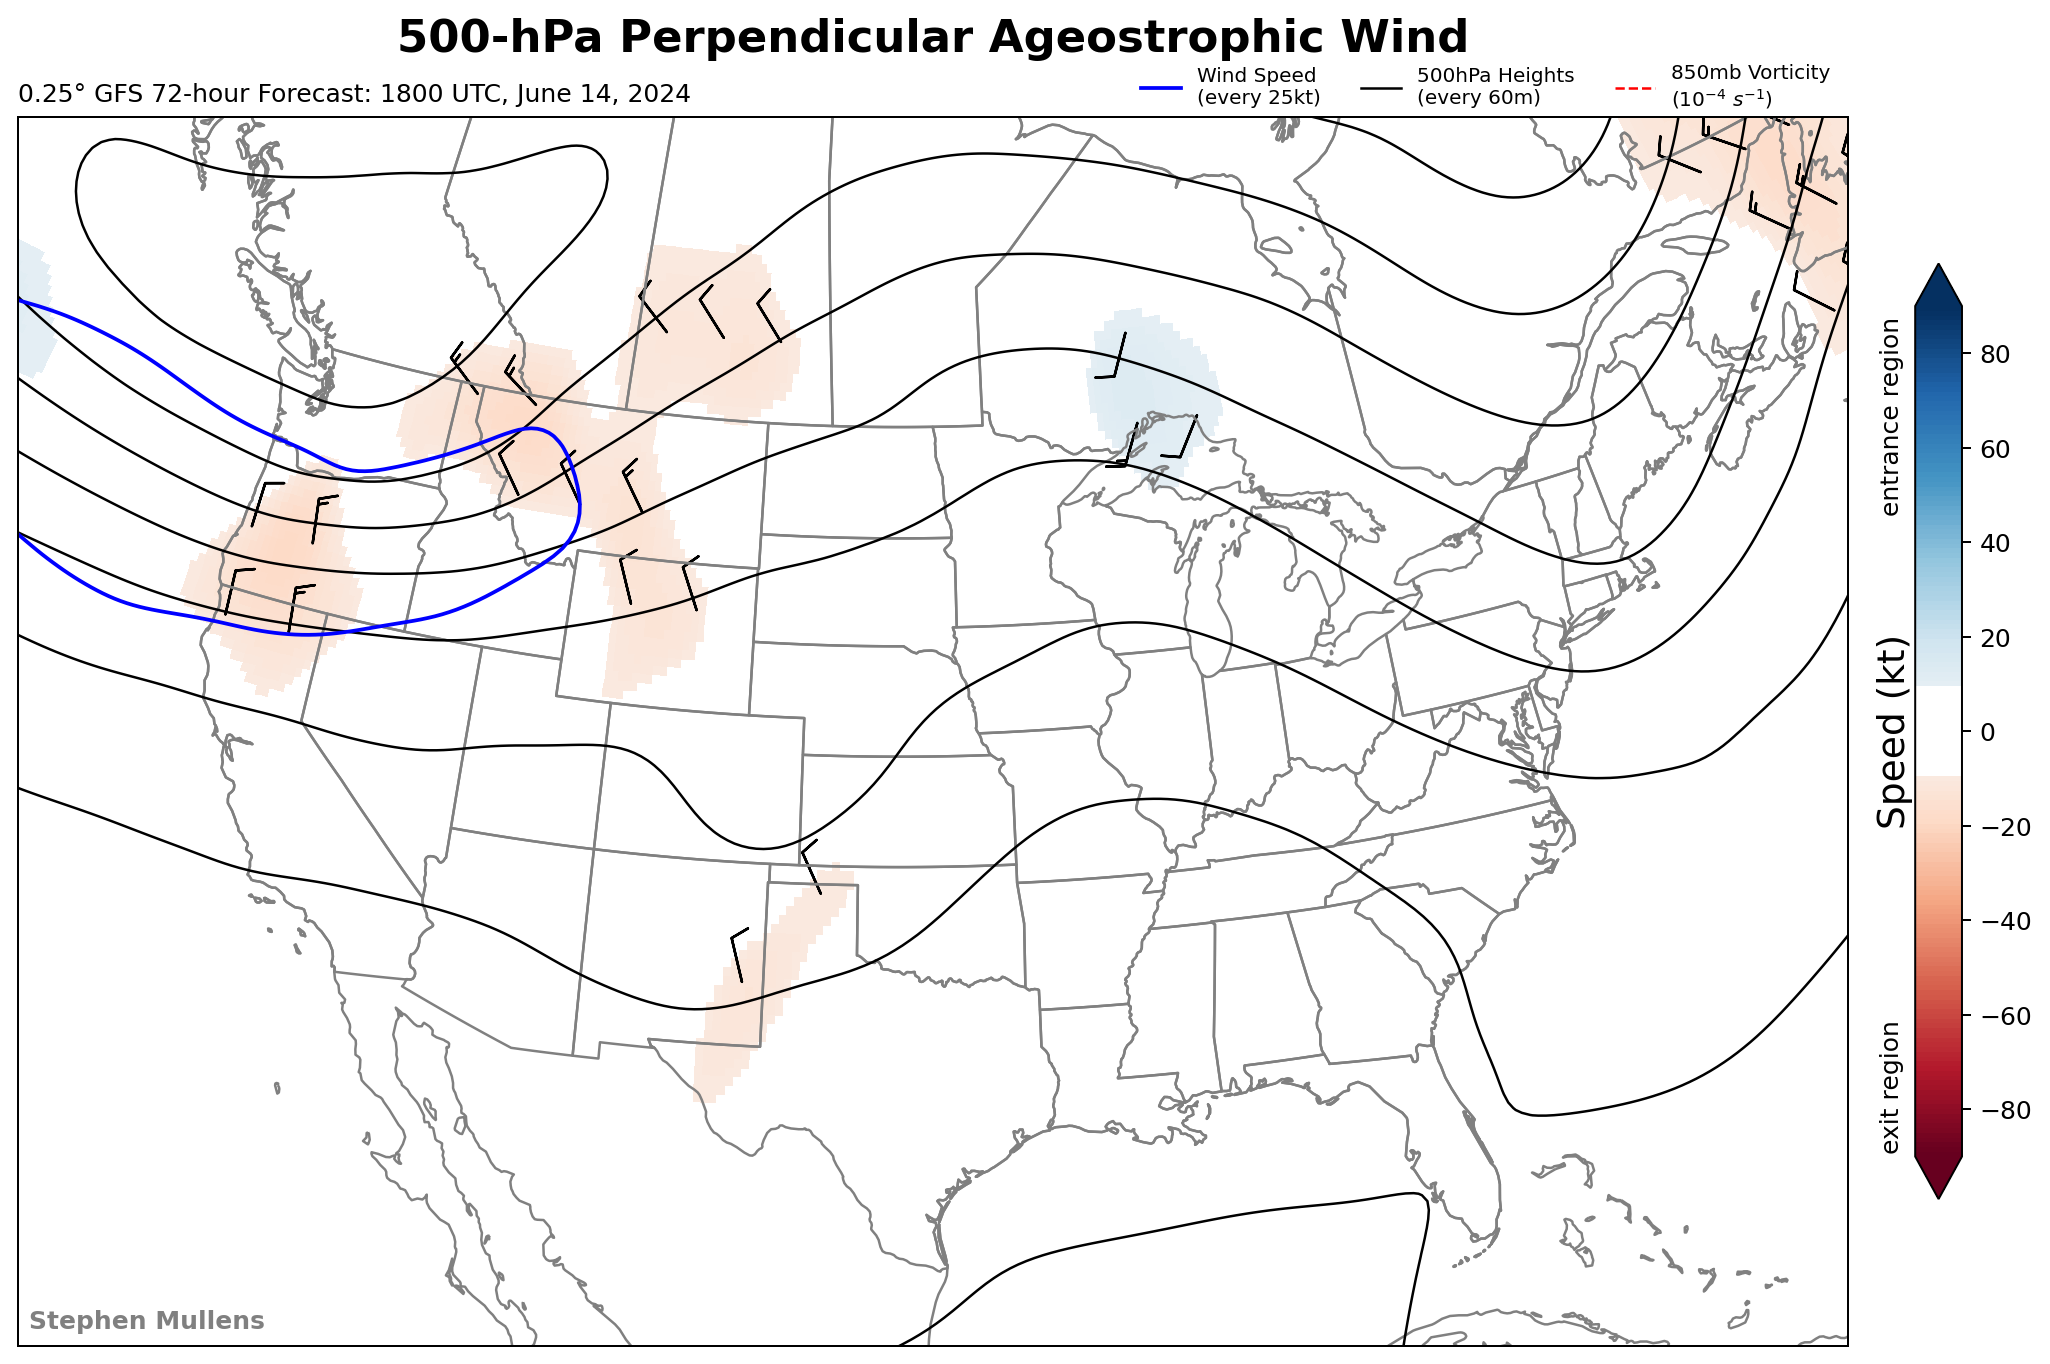 500-hPa Perpendicular Ageostrophic Wind
0.25° GFS 72-hour Forecast: 1800 UTC, June 14, 2024
Wind Speed
(every 25kt)
500hPa Heights
(every 60m)
850mb Vorticity
(10⁻⁴ s⁻¹)
entrance region
Speed (kt)
exit region
80
60
40
20
0
−20
−40
−60
−80
Stephen Mullens